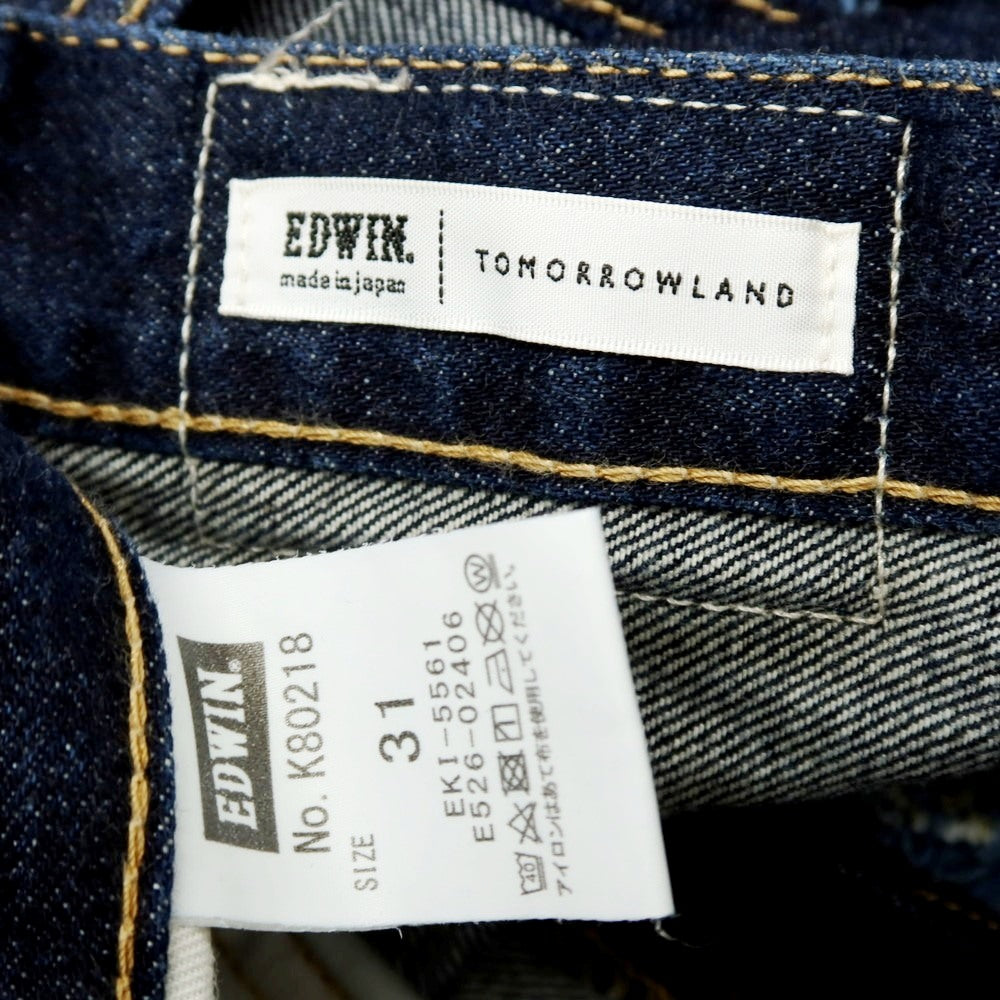 EDWIN.
made in japan
TOMORROWLAND
EDWIN.
No. K80218
SIZE 31
EKI-5561
E526-02406
40
W
アイロンはあて布を使用してください。